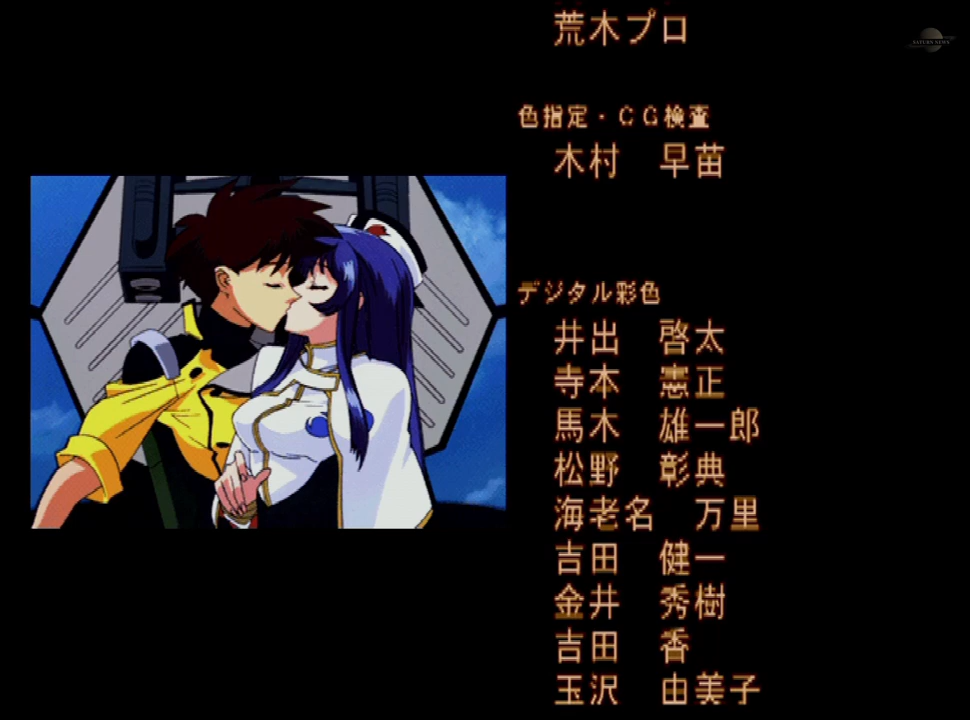 荒木プロ
SATURN NEWS
色指定・CG検査
木村 早苗
デジタル彩色
井出 啓太
寺本 憲正
馬木 雄一郎
松野 彰典
海老名 万里
吉田 健一
金井 秀樹
吉田 香
玉沢 由美子